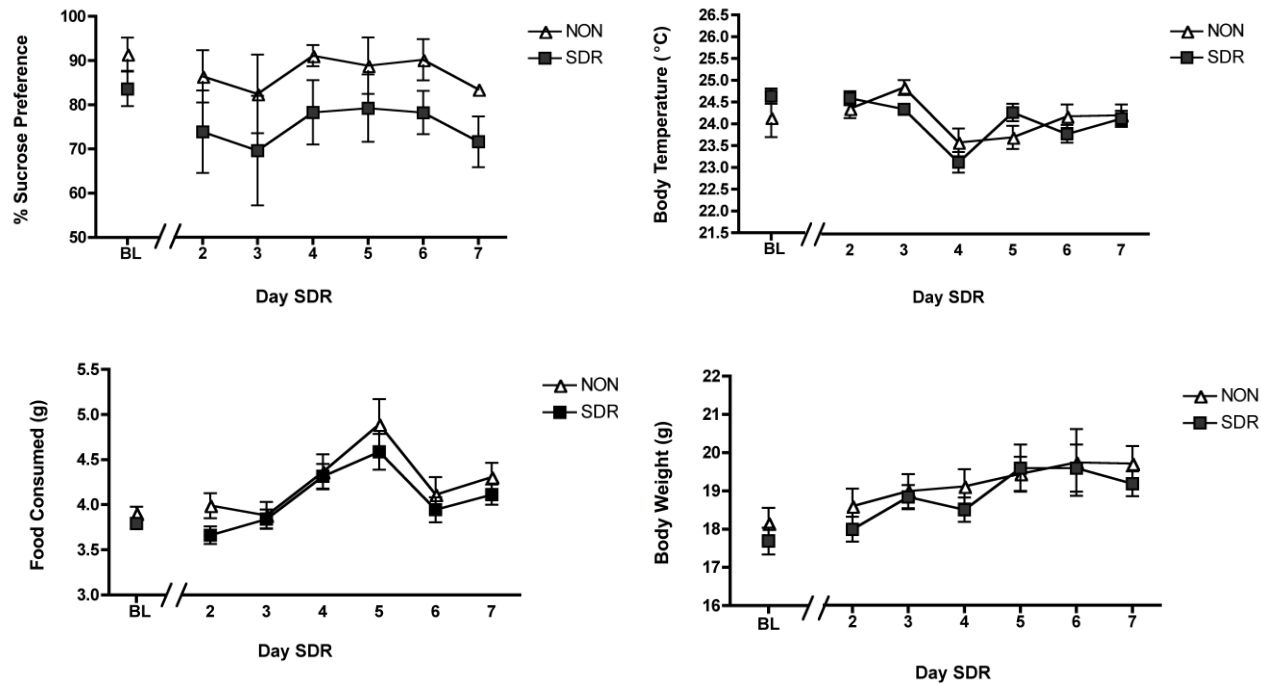 % Sucrose Preference
100
90
80
70
60
50
BL
2 3 4 5 6 7
Day SDR
NON
SDR
Body Temperature (°C)
26.5
26.0
25.5
25.0
24.5
24.0
23.5
23.0
22.5
22.0
21.5
BL
2 3 4 5 6 7
Day SDR
NON
SDR
Food Consumed (g)
5.5
5.0
4.5
4.0
3.5
3.0
BL
2 3 4 5 6 7
Day SDR
NON
SDR
Body Weight (g)
22
21
20
19
18
17
16
BL
2 3 4 5 6 7
Day SDR
NON
SDR